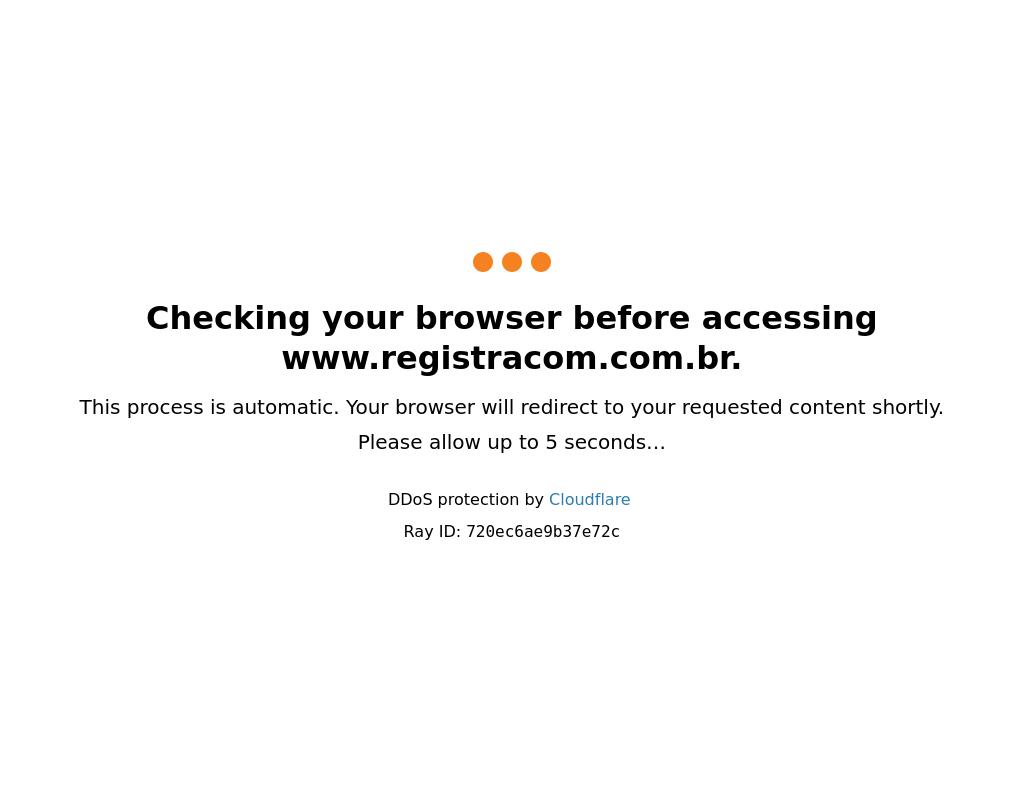 Checking your browser before accessing
www.registracom.com.br.
This process is automatic. Your browser will redirect to your requested content shortly.
Please allow up to 5 seconds…
DDoS protection by Cloudflare
Ray ID: 720ec6ae9b37e72c